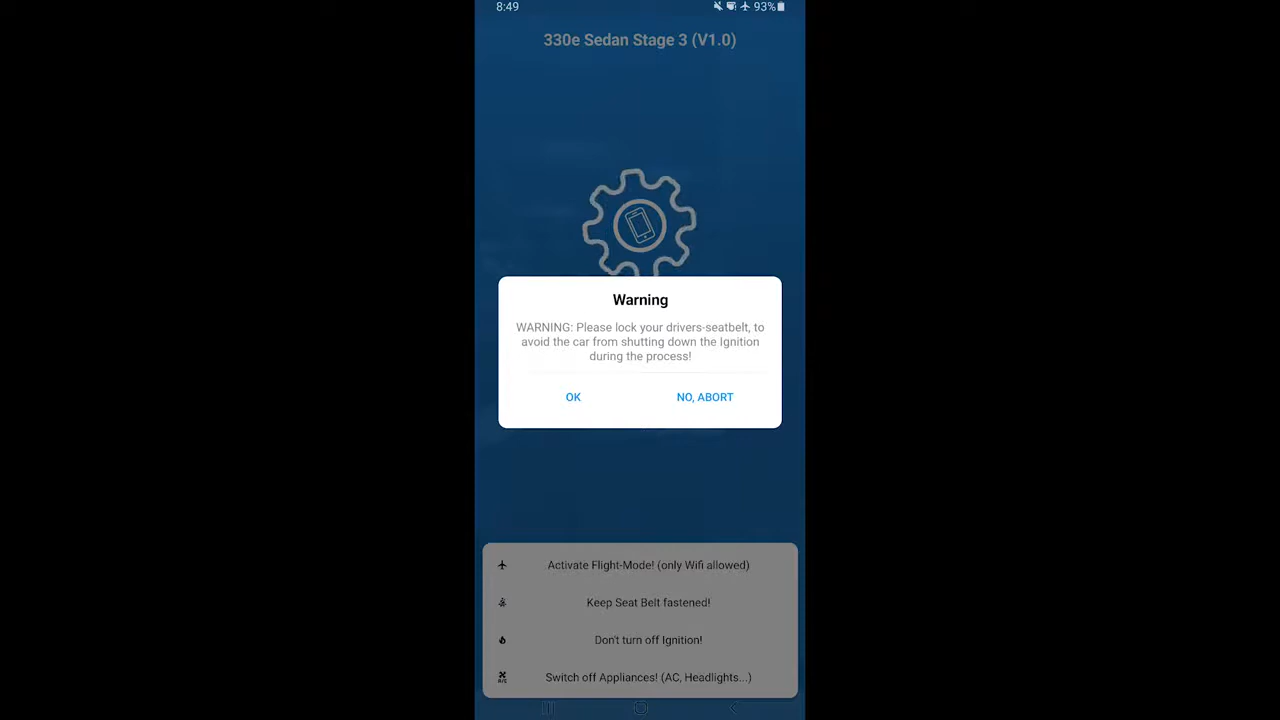 8:49
93%
330e Sedan Stage 3 (V1.0)
Warning
WARNING: Please lock your drivers-seatbelt, to
avoid the car from shutting down the Ignition
during the process!
OK
NO, ABORT
Activate Flight-Mode! (only Wifi allowed)
Keep Seat Belt fastened!
Don't turn off Ignition!
A/C
Switch off Appliances! (AC, Headlights...)